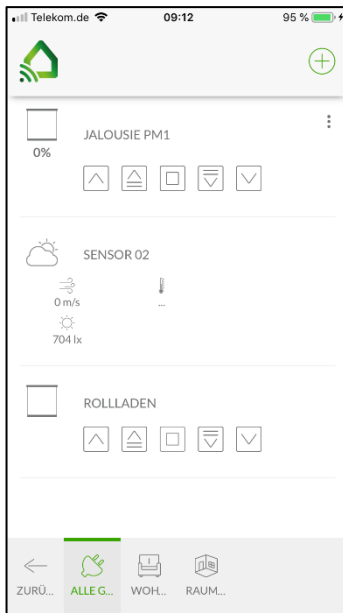 Telekom.de 09:12 95 %
JALOUSIE PM1
0%
SENSOR 02
0 m/s ...
704 lx
ROLLLADEN
ZURÜ... ALLE G... WOH... RAUM...